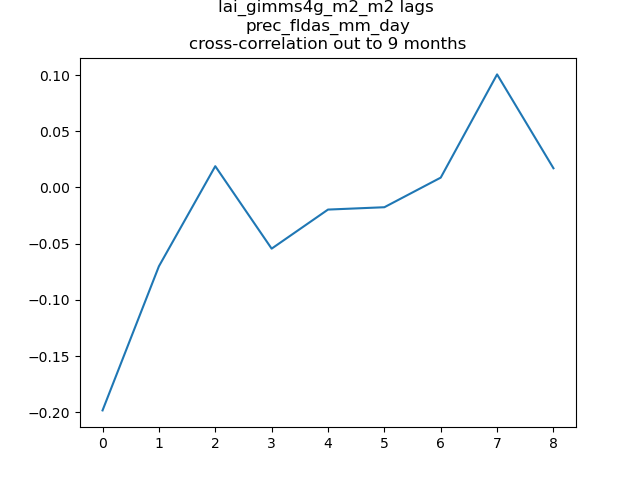 lai_gimms4g_m2_m2 lags
prec_fldas_mm_day
cross-correlation out to 9 months
0.10
0.05
0.00
−0.05
−0.10
−0.15
−0.20
0 1 2 3 4 5 6 7 8